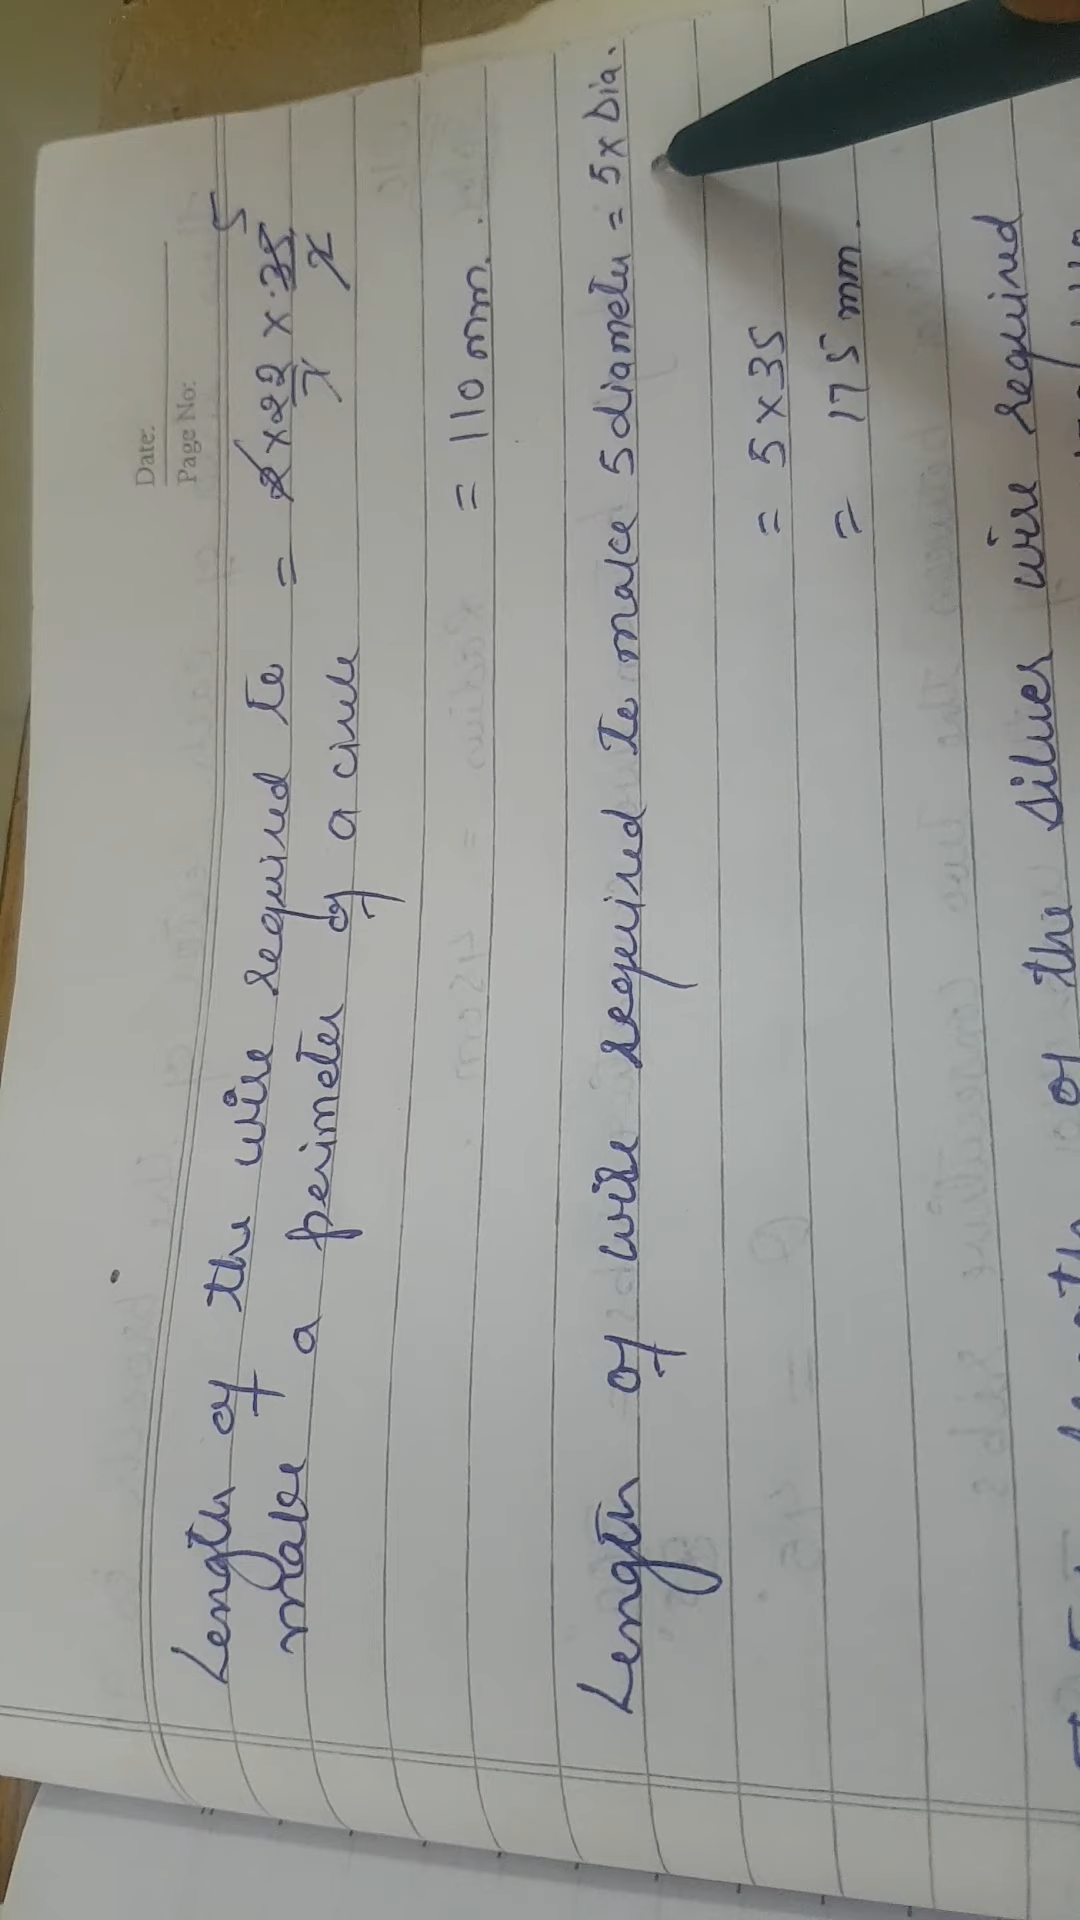 Date:
Page No:
Length of the wire required to = 2 x 22/7 x 35/2 5
make a perimeter of a circle
= 110 mm.
Length of wire required to make 5 diameter = 5 x Dia.
= 5 x 35
= 175 mm.
of the silver wire required